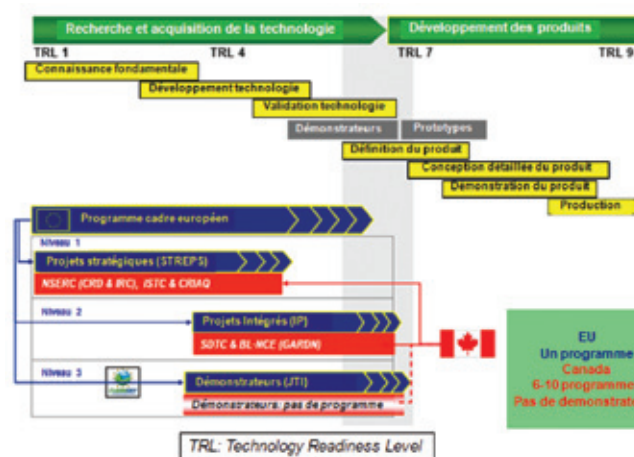 Recherche et acquisition de la technologie
Développement des produits
TRL 1
TRL 4
TRL 7
TRL 9
Connaissance fondamentale
Développement technologie
Validation technologie
Démonstrateurs
Prototypes
Définition du produit
Conception détaillée du produit
Démonstration du produit
Production
Programme cadre européen
Niveau 1
Projets stratégiques (STREPS)
NSERC (CRD & IRC), ISTC & CRIAQ
Niveau 2
Projets Intégrés (IP)
SDTC & BL-NCE (GARDN)
Niveau 3
Démonstrateurs (JTI)
Démonstrateurs: pas de programme
EU
Un programme
Canada
6-10 programme
Pas de demonstrat
TRL: Technology Readiness Level